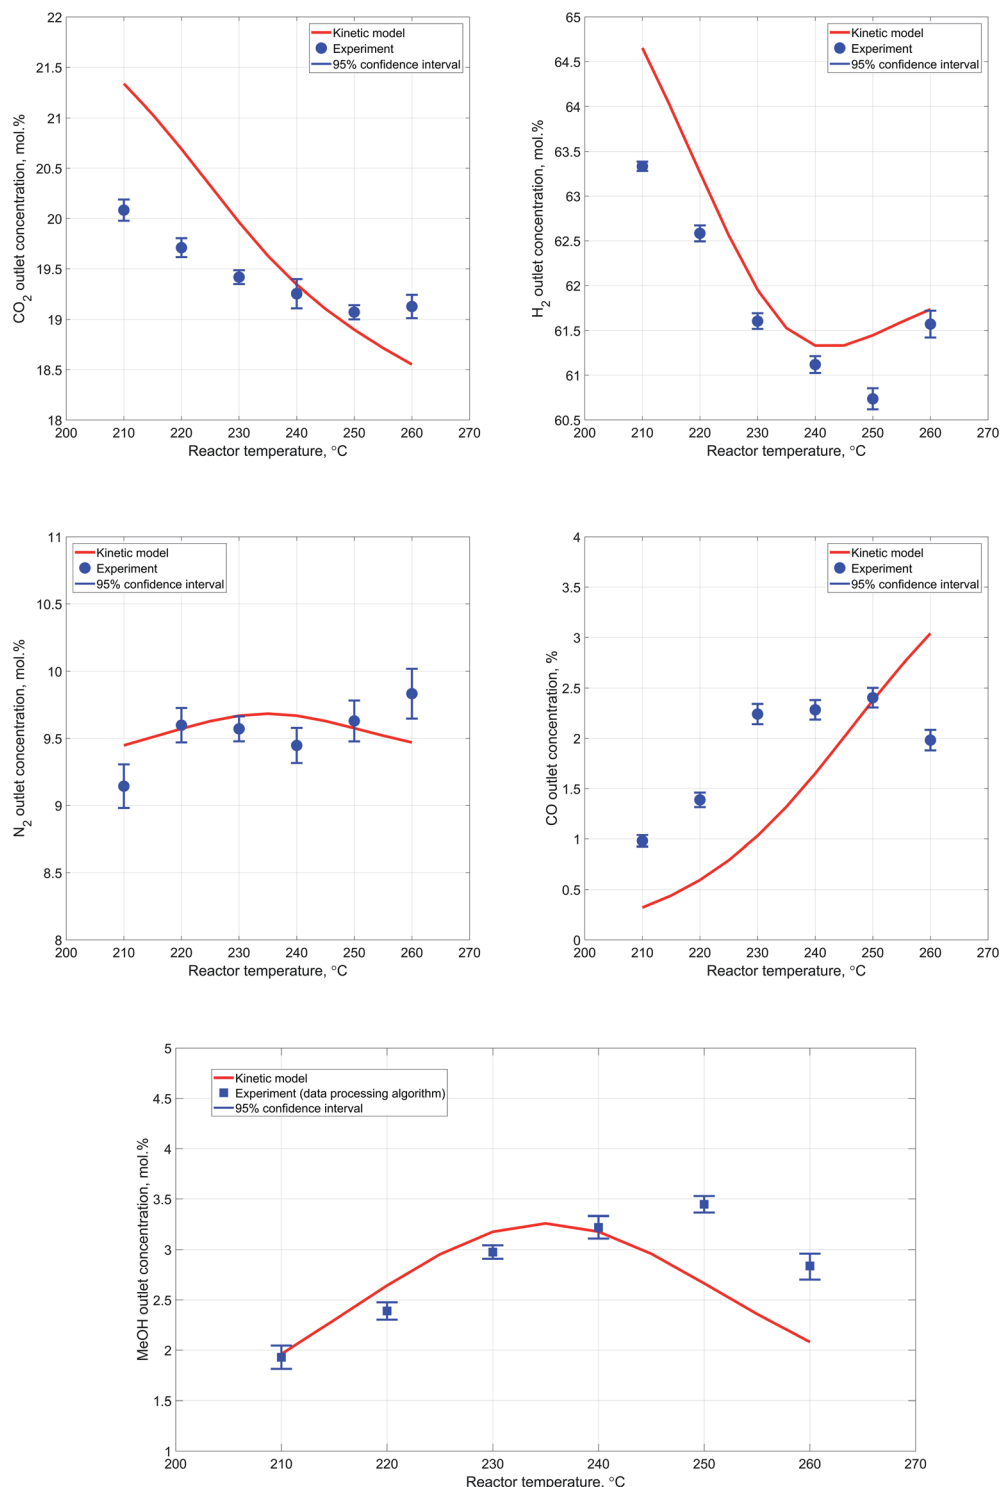 22
21.5
21
20.5
20
19.5
19
18.5
18
200 210 220 230 240 250 260 270
Reactor temperature, °C
CO2 outlet concentration, mol.%
Kinetic model
Experiment
95% confidence interval
65
64.5
64
63.5
63
62.5
62
61.5
61
60.5
200 210 220 230 240 250 260 270
Reactor temperature, °C
H2 outlet concentration, mol.%
Kinetic model
Experiment
95% confidence interval
11
10.5
10
9.5
9
8.5
8
200 210 220 230 240 250 260 270
Reactor temperature, °C
N2 outlet concentration, mol.%
Kinetic model
Experiment
95% confidence interval
4
3.5
3
2.5
2
1.5
1
0.5
0
200 210 220 230 240 250 260 270
Reactor temperature, °C
CO outlet concentration, %
Kinetic model
Experiment
95% confidence interval
5
4.5
4
3.5
3
2.5
2
1.5
1
200 210 220 230 240 250 260 270
Reactor temperature, °C
MeOH outlet concentration, mol.%
Kinetic model
Experiment (data processing algorithm)
95% confidence interval